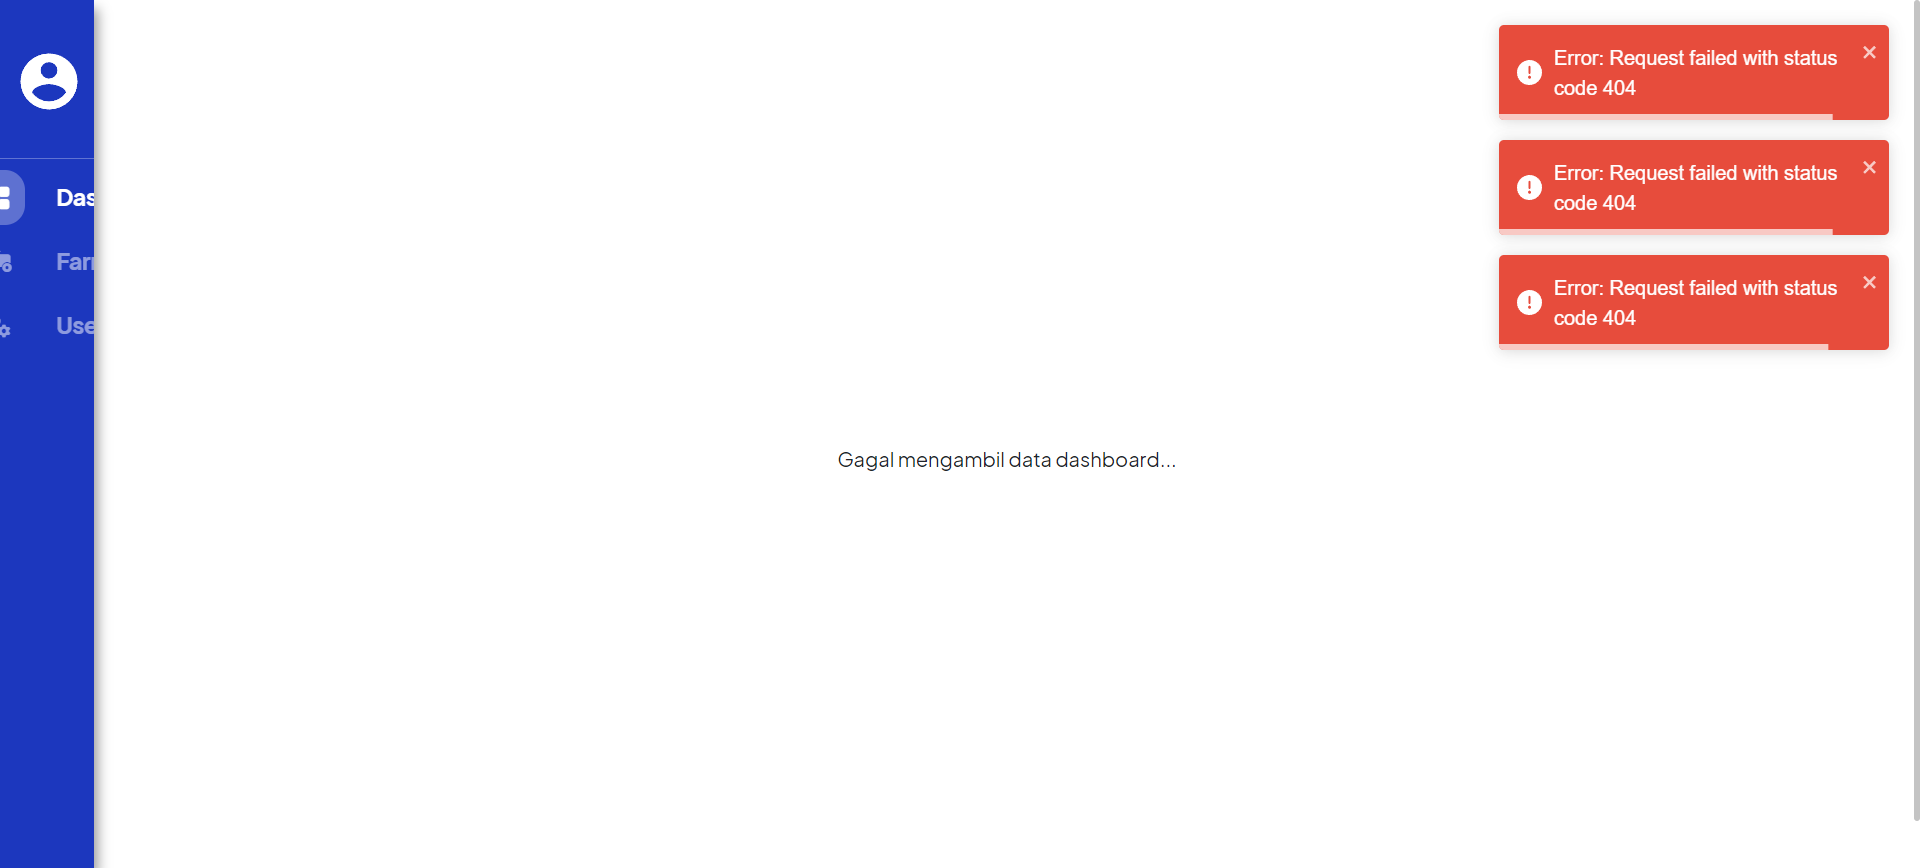 Das
Far
Use
Error: Request failed with status
code 404
Error: Request failed with status
code 404
Error: Request failed with status
code 404
Gagal mengambil data dashboard...